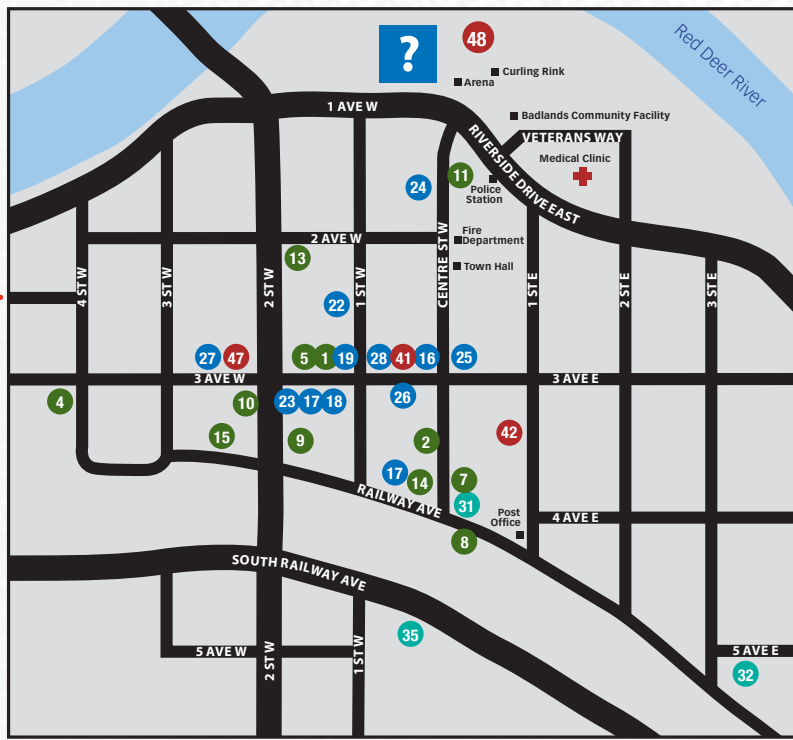 ?
48
Red Deer River
Curling Rink
Arena
1 AVE W
Badlands Community Facility
VETERANS WAY
RIVERSIDE DRIVE EAST
Medical Clinic
11
24
Police
Station
2 AVE W
Fire
Department
13
Town Hall
4 ST W
3 ST W
2 ST W
1 ST W
CENTRE ST W
1 ST E
2 ST E
3 ST E
22
27
47
5
1
19
28
41
16
25
3 AVE W
3 AVE E
4
10
23
17
18
26
15
9
2
42
17
14
7
RAILWAY AVE
31
Post
Office
4 AVE E
8
SOUTH RAILWAY AVE
35
5 AVE W
2 ST W
1 ST W
5 AVE E
32